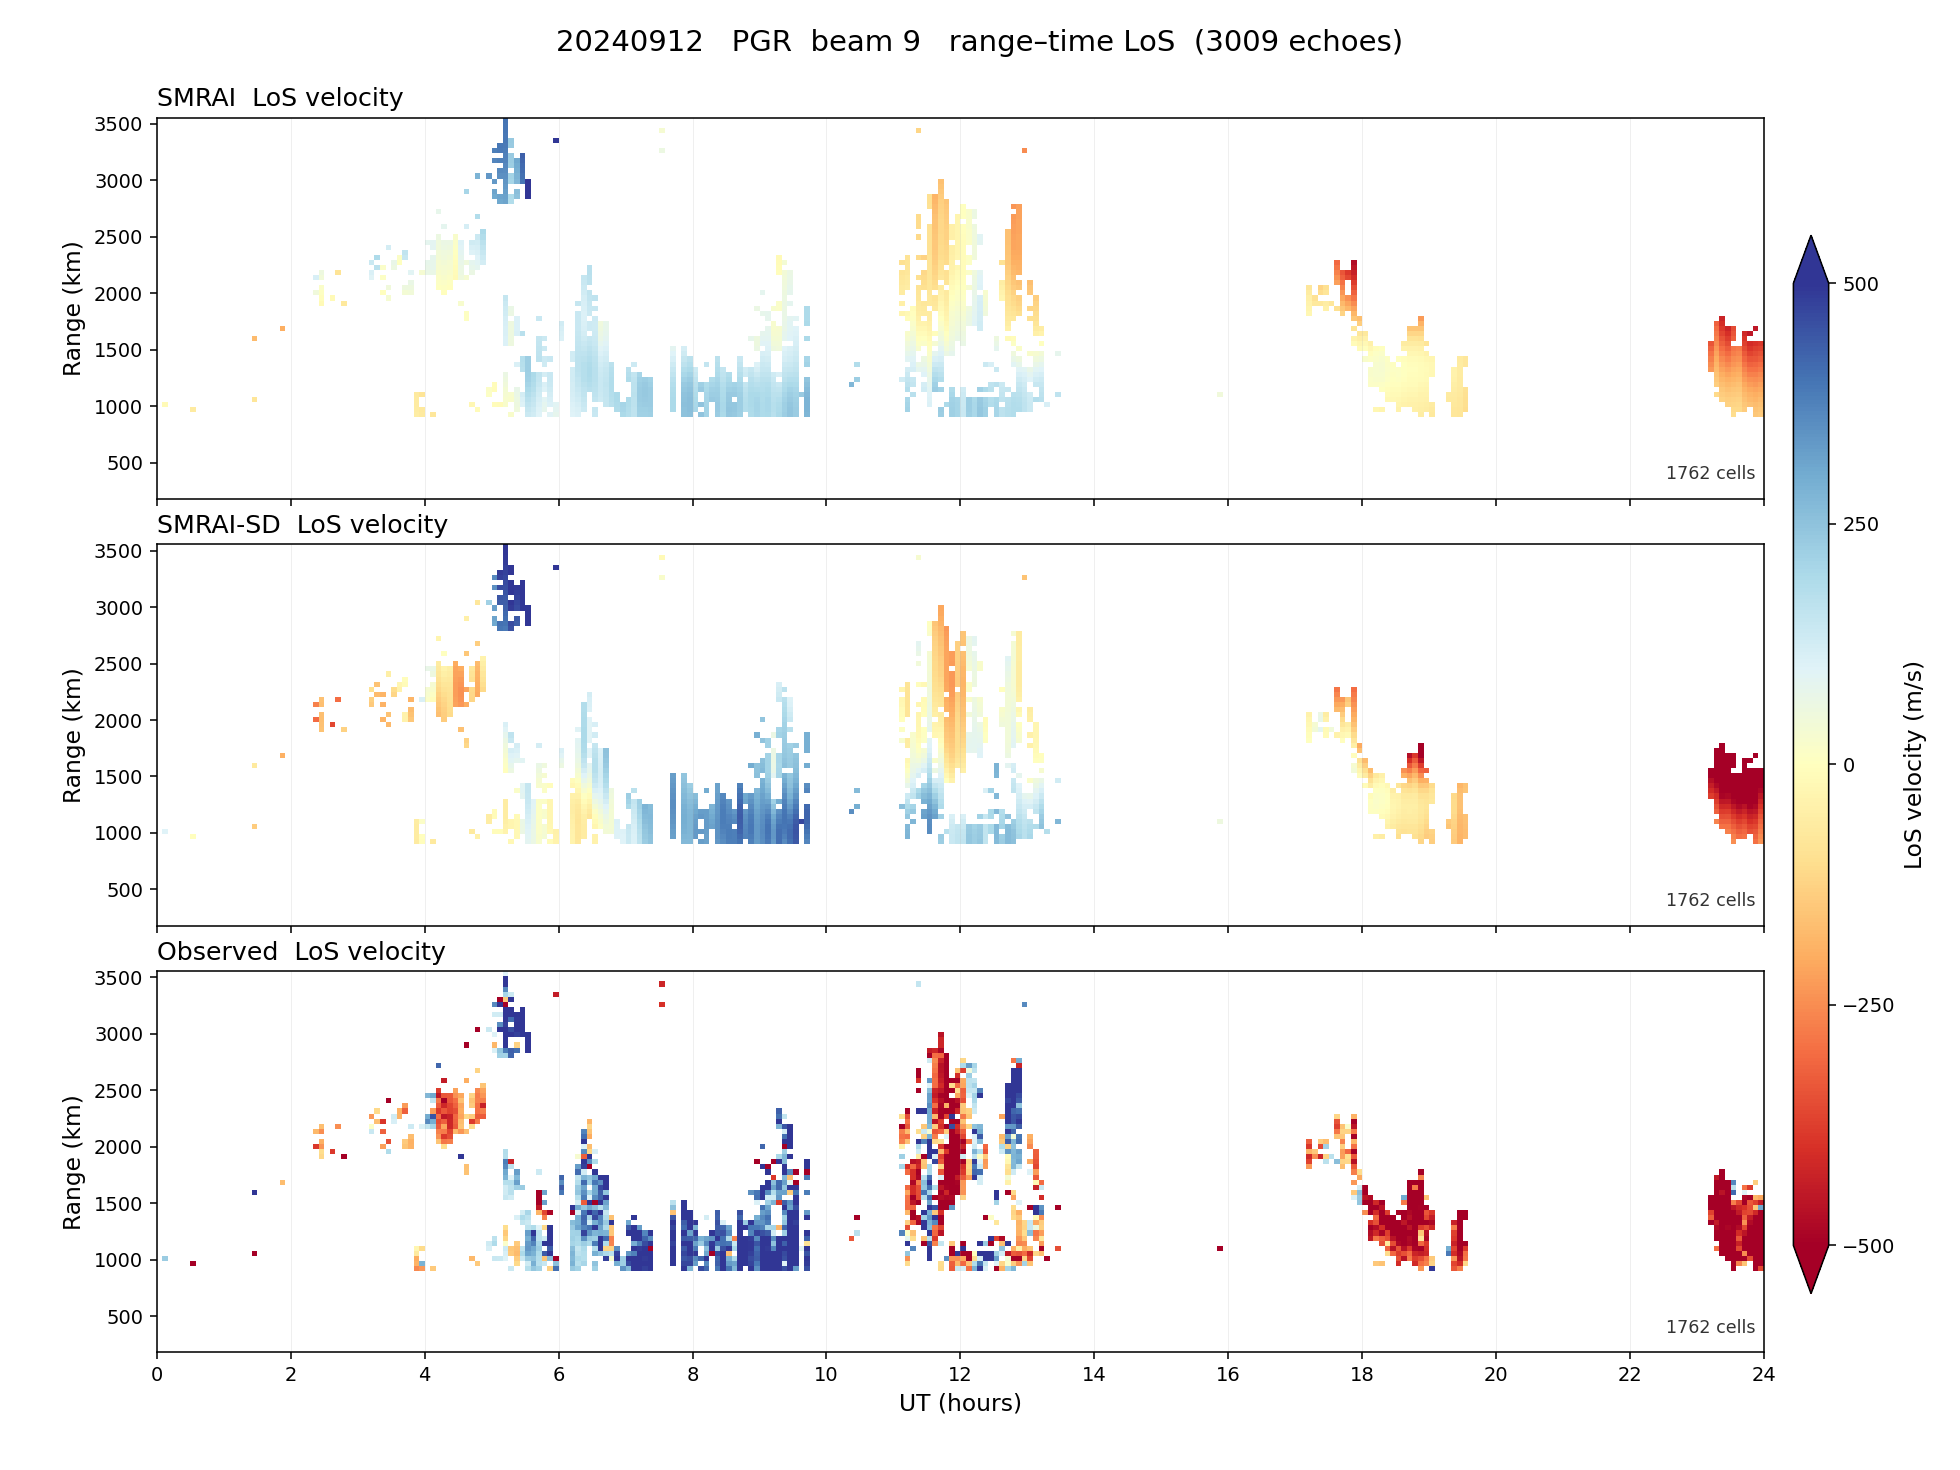 20240912 PGR beam 9 range–time LoS (3009 echoes)
SMRAI LoS velocity
3500
3000
2500
2000
1500
1000
500
Range (km)
1762 cells
SMRAI-SD LoS velocity
3500
3000
2500
2000
1500
1000
500
Range (km)
1762 cells
Observed LoS velocity
3500
3000
2500
2000
1500
1000
500
Range (km)
1762 cells
0 2 4 6 8 10 12 14 16 18 20 22 24
UT (hours)
500
250
0
−250
−500
LoS velocity (m/s)